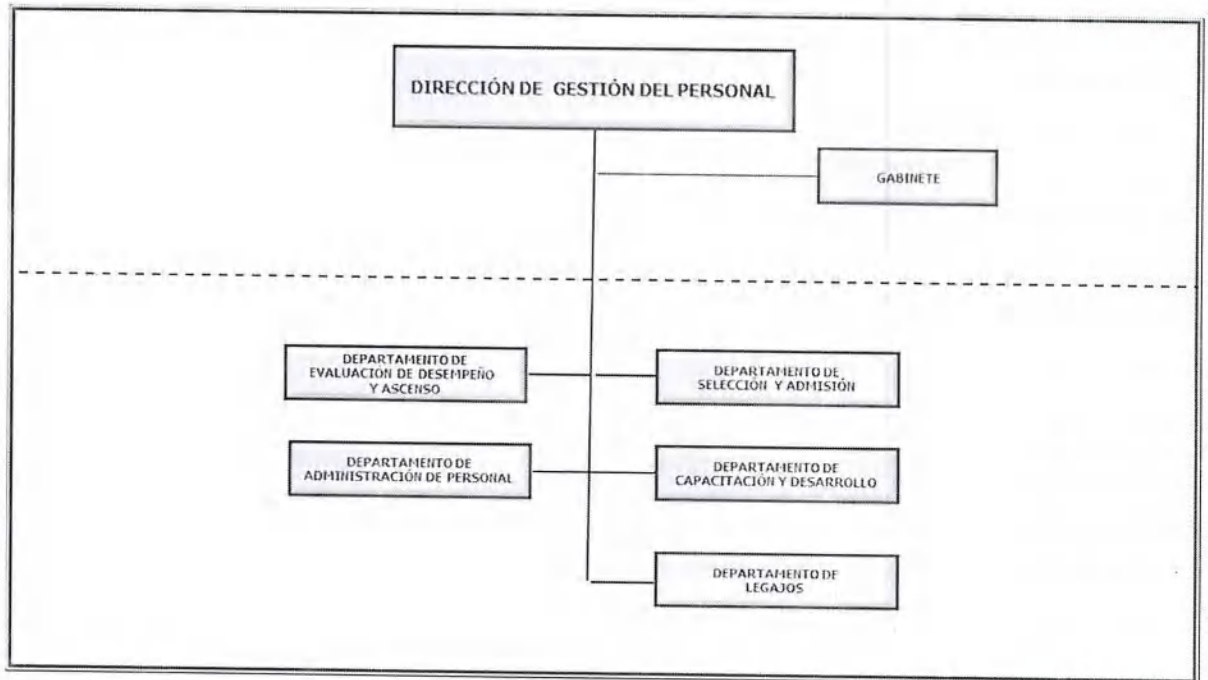 DIRECCIÓN DE GESTIÓN DEL PERSONAL
GABINETE
DEPARTAMENTO DE
EVALUACIÓN DE DESEMPEÑO
Y ASCENSO
DEPARTAMENTO DE
SELECCIÓN Y ADMISIÓN
DEPARTAMENTO DE
ADMINISTRACIÓN DE PERSONAL
DEPARTAMENTO DE
CAPACITACIÓN Y DESARROLLO
DEPARTAMENTO DE
LEGAJOS